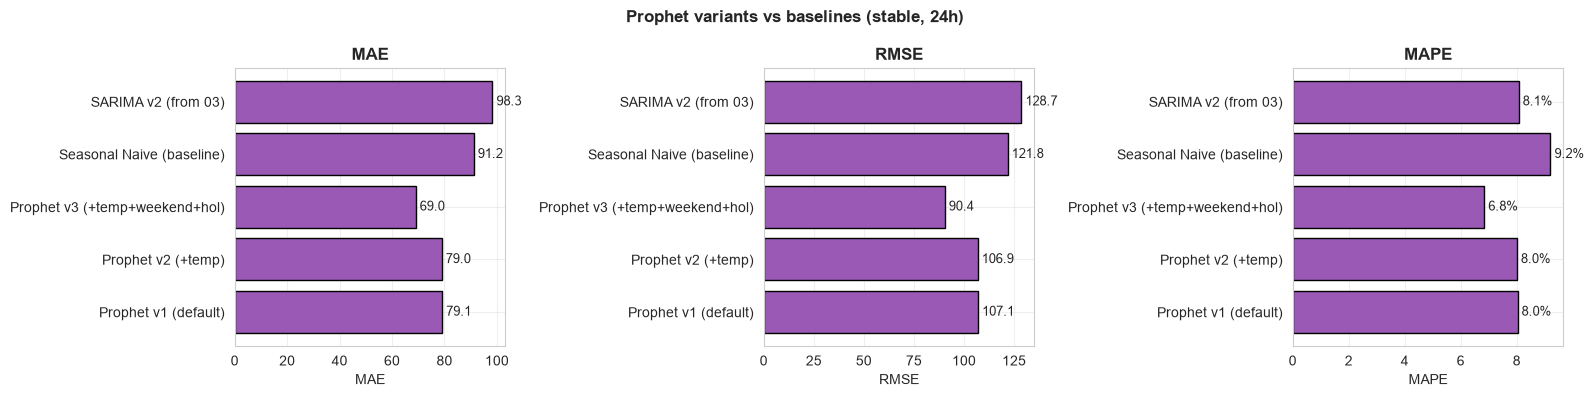 Prophet variants vs baselines (stable, 24h)
MAE
SARIMA v2 (from 03)
98.3
Seasonal Naive (baseline)
91.2
Prophet v3 (+temp+weekend+hol)
69.0
Prophet v2 (+temp)
79.0
Prophet v1 (default)
79.1
0 20 40 60 80 100
MAE
RMSE
SARIMA v2 (from 03)
128.7
Seasonal Naive (baseline)
121.8
Prophet v3 (+temp+weekend+hol)
90.4
Prophet v2 (+temp)
106.9
Prophet v1 (default)
107.1
0 25 50 75 100 125
RMSE
MAPE
SARIMA v2 (from 03)
8.1%
Seasonal Naive (baseline)
9.2%
Prophet v3 (+temp+weekend+hol)
6.8%
Prophet v2 (+temp)
8.0%
Prophet v1 (default)
8.0%
0 2 4 6 8
MAPE